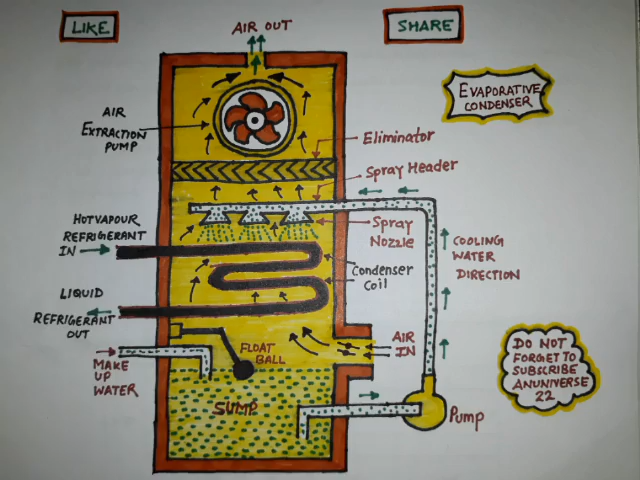 LIKE
AIR OUT
SHARE
EVAPORATIVE
CONDENSER
AIR
EXTRACTION
PUMP
Eliminator
Spray Header
HOTVAPOUR
REFRIGERANT
IN
Spray
Nozzle
COOLING
WATER
DIRECTION
Condenser
Coil
LIQUID
REFRIGERANT
OUT
FLOAT
BALL
AIR
IN
MAKE
UP
WATER
SUMP
Pump
DO NOT
FORGET TO
SUBSCRIBE
ANUNIVERSE
22